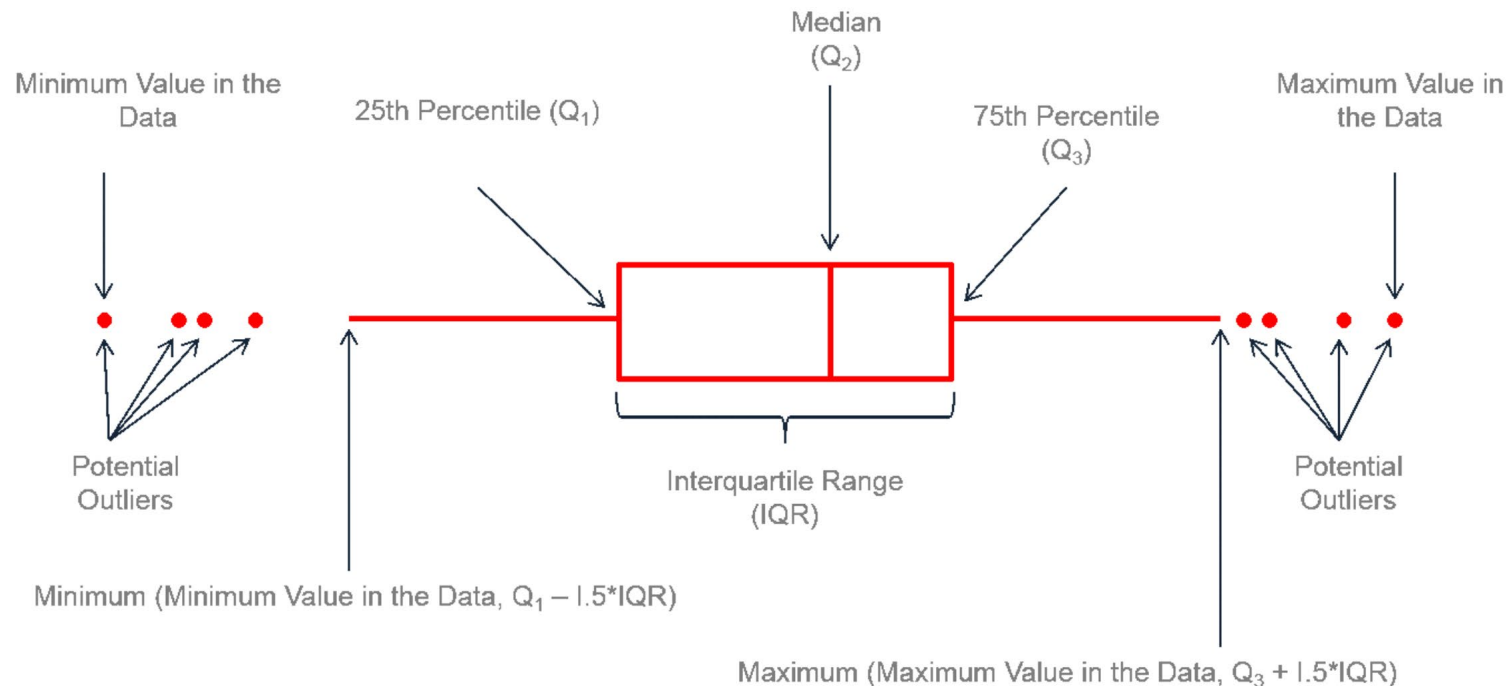 Median
(Q₂)
Minimum Value in the
Data
25th Percentile (Q₁)
75th Percentile
(Q₃)
Maximum Value in
the Data
Potential
Outliers
Interquartile Range
(IQR)
Potential
Outliers
Minimum (Minimum Value in the Data, Q₁ – I.5*IQR)
Maximum (Maximum Value in the Data, Q₃ + I.5*IQR)